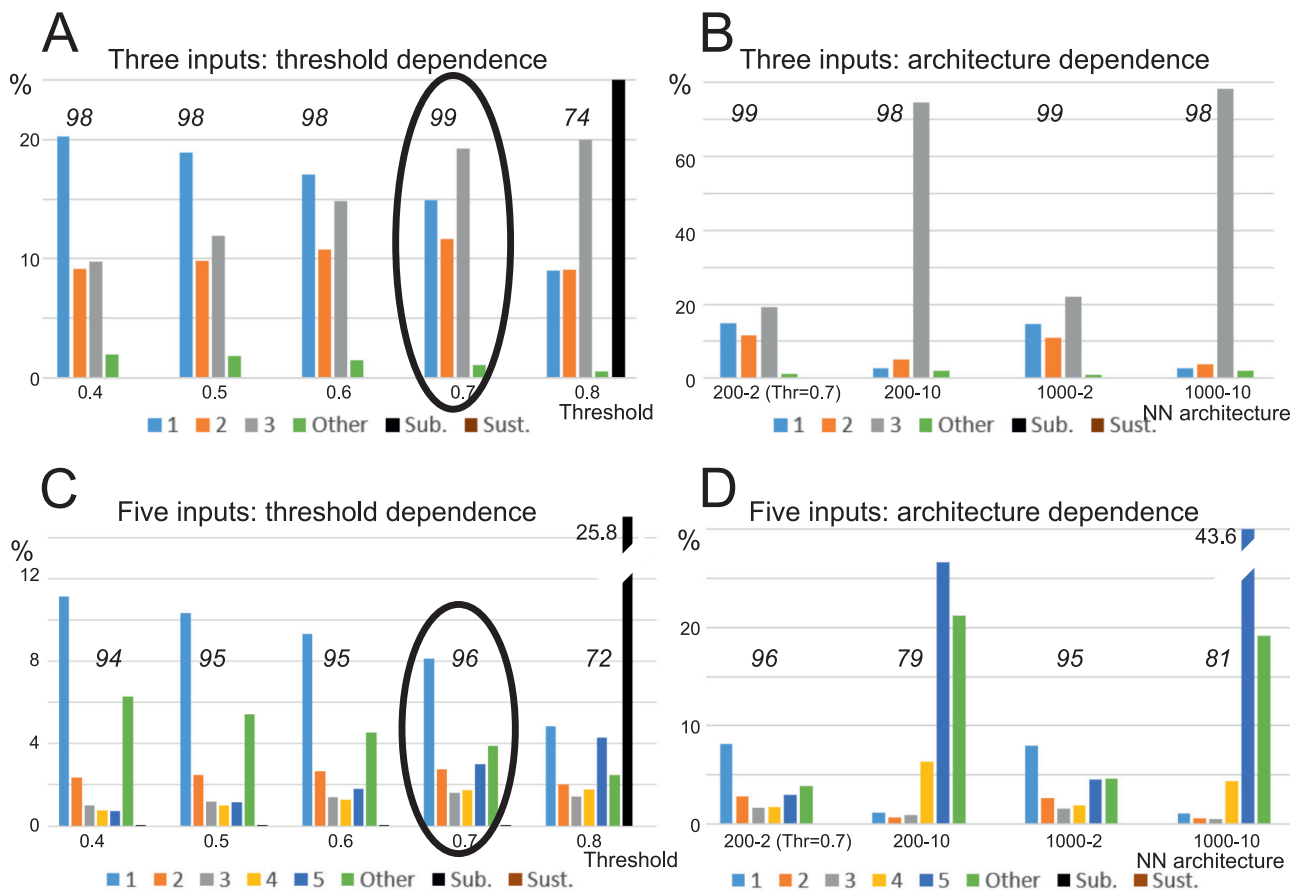 A
Three inputs: threshold dependence
%
98 98 98 99 74
20
10
0
0.4 0.5 0.6 0.7 0.8
Threshold
1 2 3 Other Sub. Sust.
B
Three inputs: architecture dependence
%
99 98 99 98
60
40
20
0
200-2 (Thr=0.7) 200-10 1000-2 1000-10
NN architecture
1 2 3 Other Sub. Sust.
C
Five inputs: threshold dependence
25.8
%
12
8
94 95 95 96 72
4
0
0.4 0.5 0.6 0.7 0.8
Threshold
1 2 3 4 5 Other Sub. Sust.
D
Five inputs: architecture dependence
%
43.6
20
96 79 95 81
10
0
200-2 (Thr=0.7) 200-10 1000-2 1000-10
NN architecture
1 2 3 4 5 Other Sub. Sust.